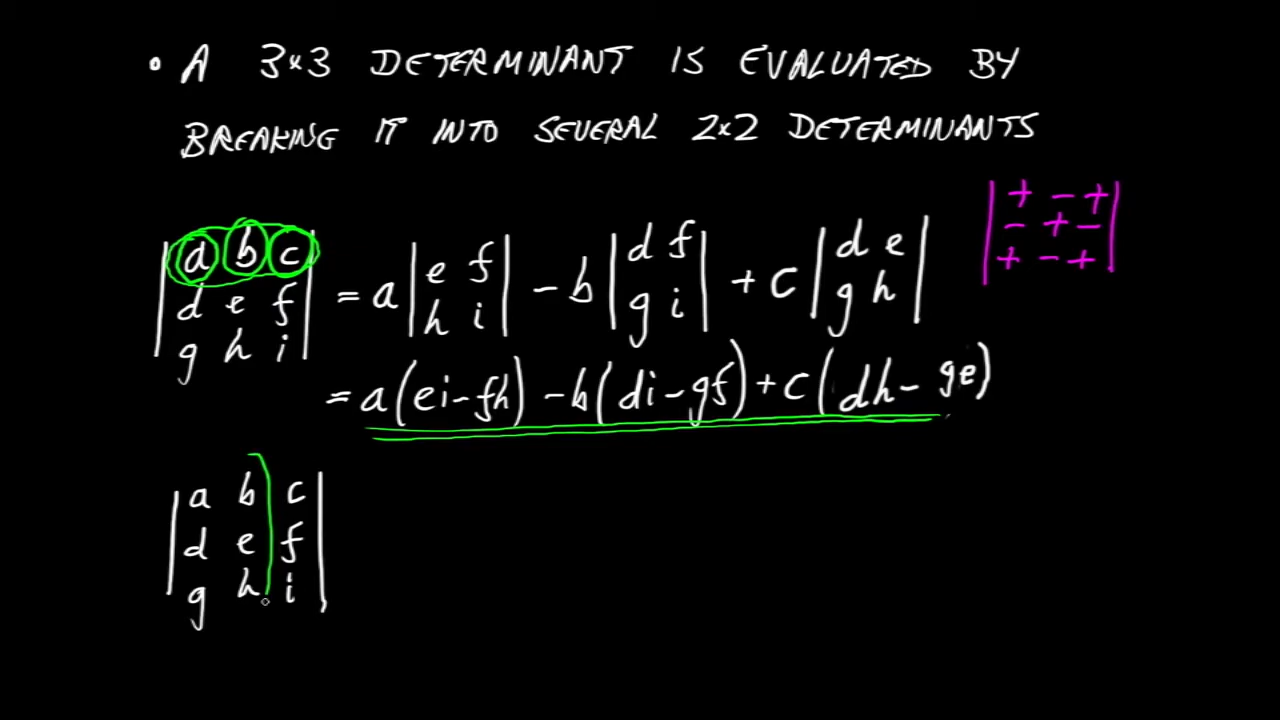 • A 3×3 DETERMINANT IS EVALUATED BY
BREAKING IT INTO SEVERAL 2×2 DETERMINANTS
| + - + |
| - + - |
| + - + |
| a b c |
| d e f |
| g h i |
= a | e f | - b | d f | + c | d e |
| h i | | g i | | g h |
= a(ei - fh) - b(di - gf) + c(dh - ge)
| a b c |
| d e f |
| g h i |